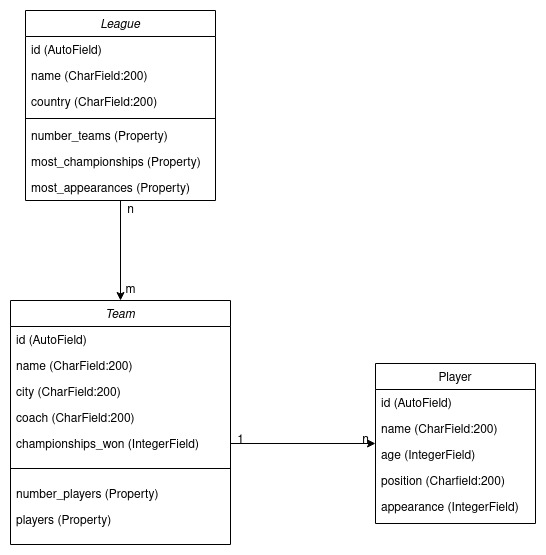 League
id (AutoField)
name (CharField:200)
country (CharField:200)
number_teams (Property)
most_championships (Property)
most_appearances (Property)
n
m
Team
id (AutoField)
name (CharField:200)
city (CharField:200)
coach (CharField:200)
championships_won (IntegerField)
number_players (Property)
players (Property)
1
n
Player
id (AutoField)
name (CharField:200)
age (IntegerField)
position (Charfield:200)
appearance (IntegerField)